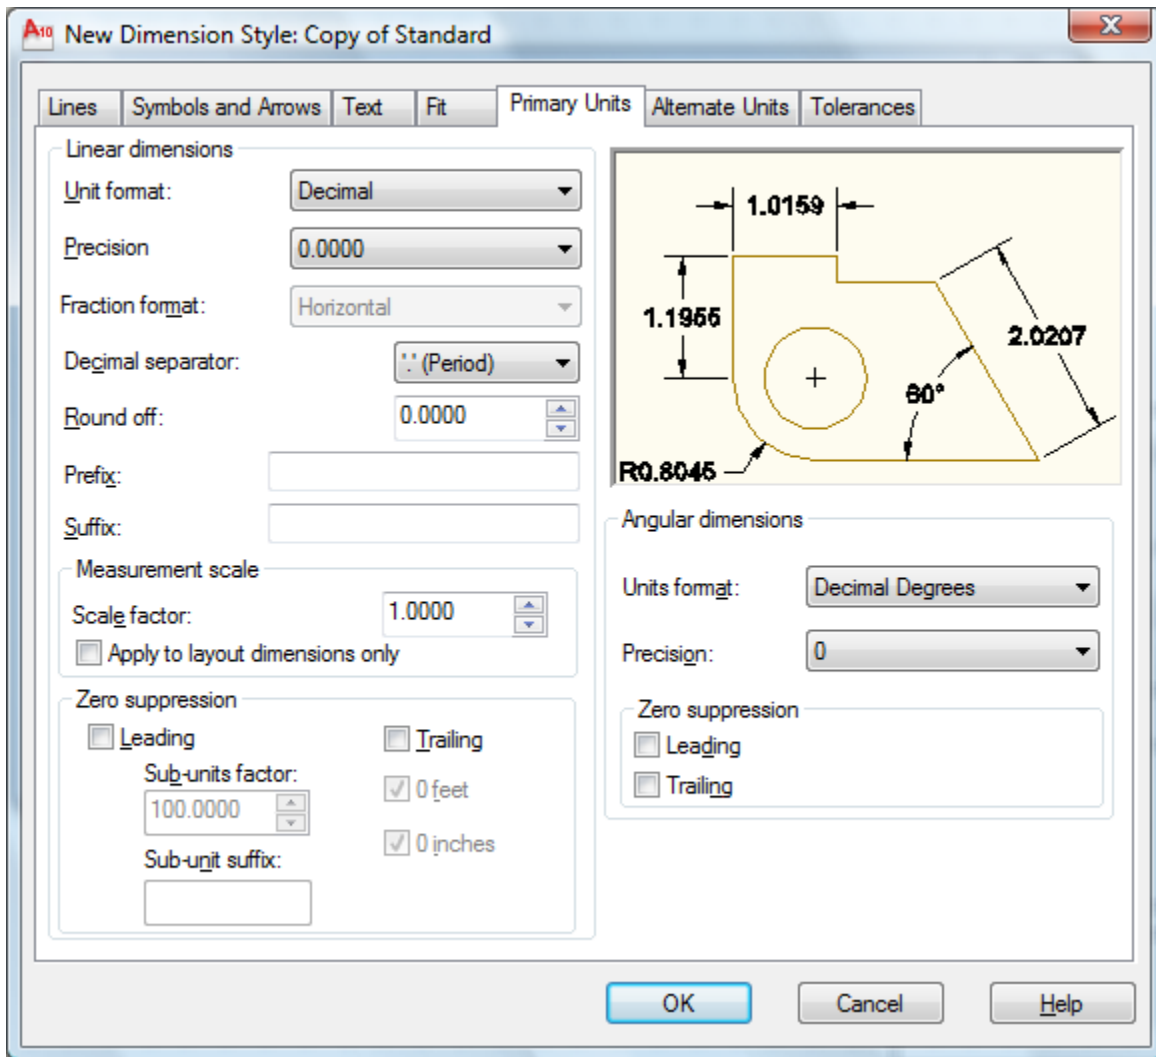 A10 New Dimension Style: Copy of Standard
X
Lines Symbols and Arrows Text Fit Primary Units Alternate Units Tolerances
Linear dimensions
Unit format: Decimal
Precision 0.0000
Fraction format: Horizontal
Decimal separator: '.' (Period)
Round off: 0.0000
Prefix:
Suffix:
Measurement scale
Scale factor: 1.0000
Apply to layout dimensions only
Zero suppression
Leading
Trailing
Sub-units factor:
100.0000
0 feet
0 inches
Sub-unit suffix:
1.0159
1.1955
2.0207
60°
R0.8045
Angular dimensions
Units format: Decimal Degrees
Precision: 0
Zero suppression
Leading
Trailing
OK Cancel Help